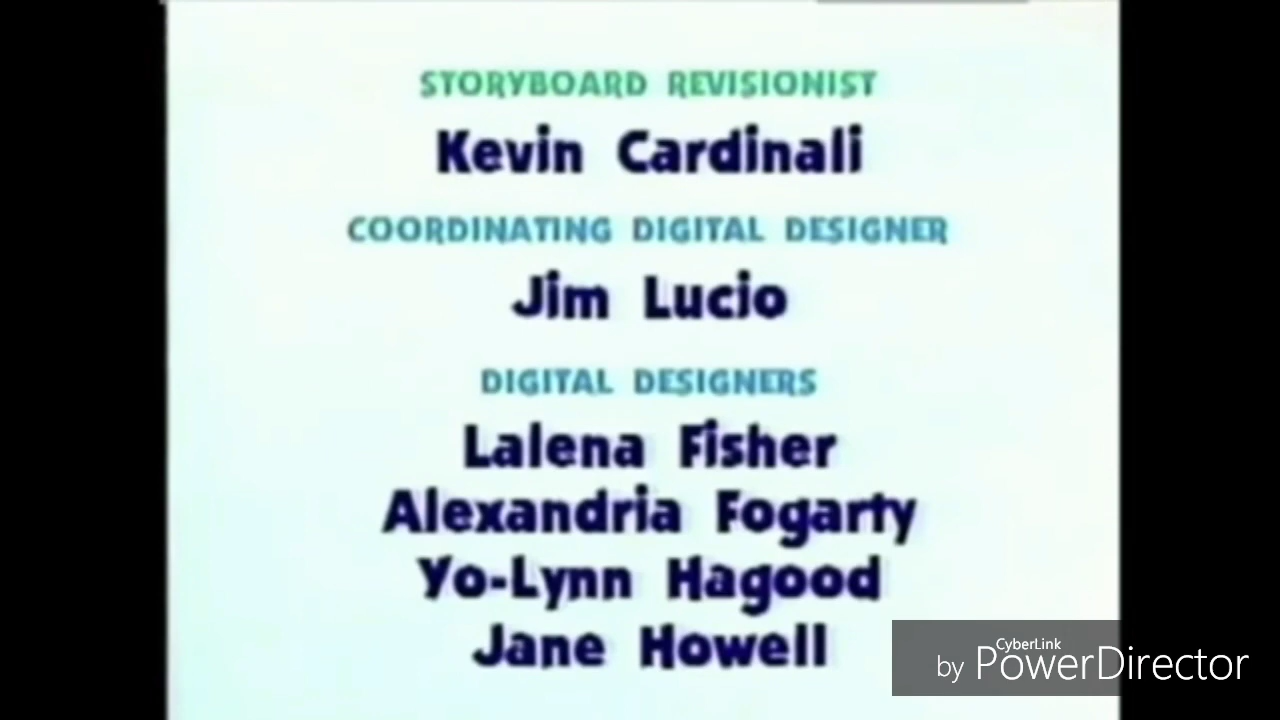 STORYBOARD REVISIONIST
Kevin Cardinali
COORDINATING DIGITAL DESIGNER
Jim Lucio
DIGITAL DESIGNERS
Lalena Fisher
Alexandria Fogarty
Yo-Lynn Hagood
Jane Howell
CyberLink
by PowerDirector